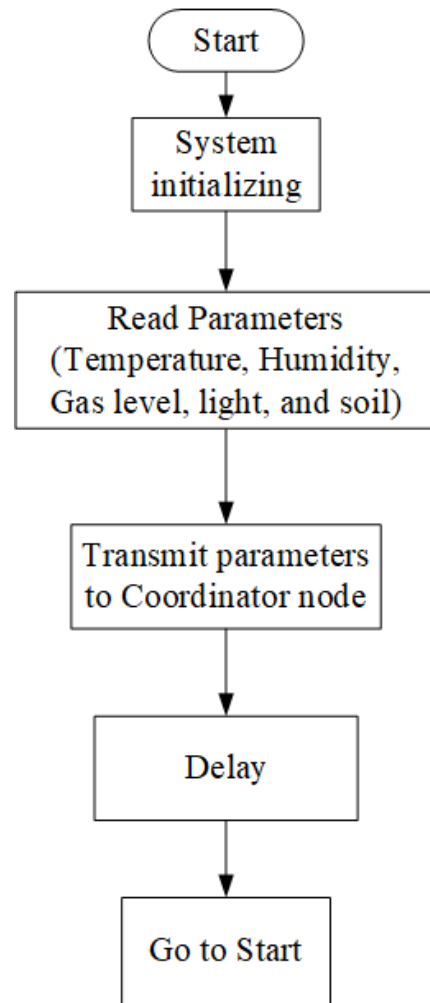 Start
System
initializing
Read Parameters
(Temperature, Humidity,
Gas level, light, and soil)
Transmit parameters
to Coordinator node
Delay
Go to Start